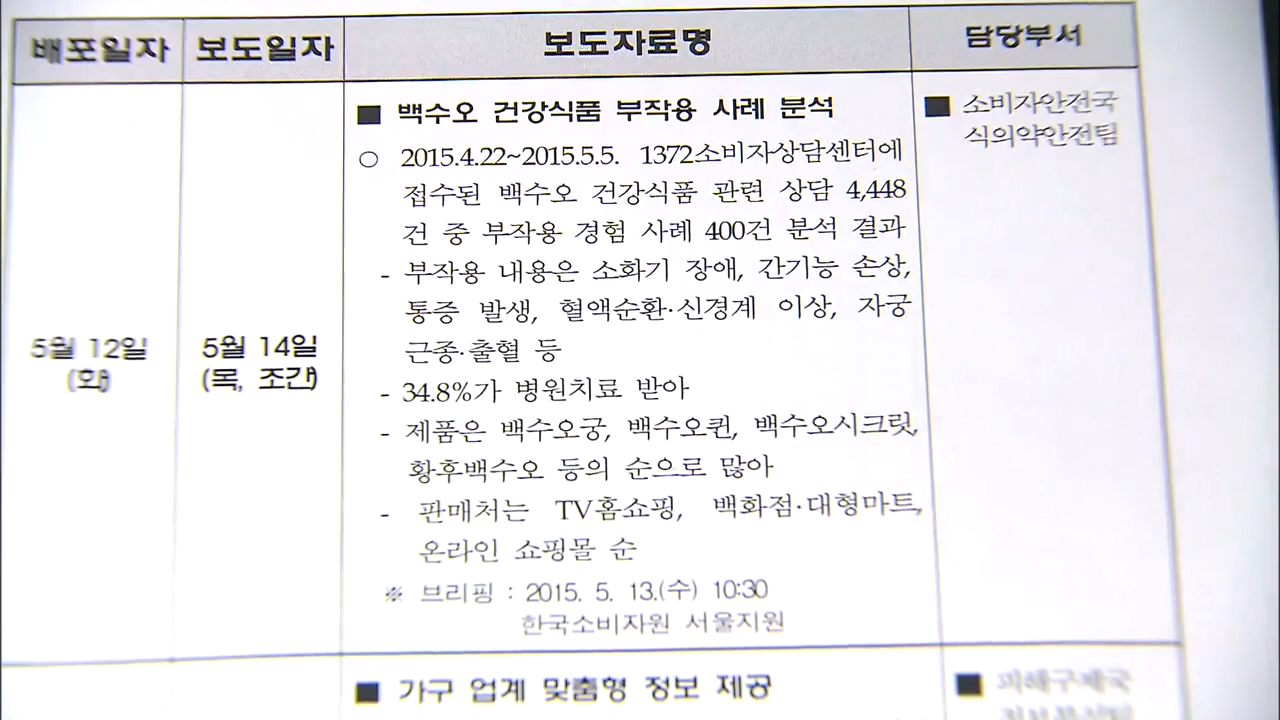 배포일자 보도일자 보도자료명 담당부서
■ 백수오 건강식품 부작용 사례 분석
○ 2015.4.22~2015.5.5. 1372소비자상담센터에
접수된 백수오 건강식품 관련 상담 4,448
건 중 부작용 경험 사례 400건 분석 결과
- 부작용 내용은 소화기 장애, 간기능 손상,
통증 발생, 혈액순환·신경계 이상, 자궁
근종·출혈 등
- 34.8%가 병원치료 받아
- 제품은 백수오궁, 백수오퀸, 백수오시크릿,
황후백수오 등의 순으로 많아
- 판매처는 TV홈쇼핑, 백화점·대형마트,
온라인 쇼핑몰 순
※ 브리핑 : 2015. 5. 13.(수) 10:30
한국소비자원 서울지원
5월 12일
(화)
5월 14일
(목, 조간)
■ 소비자안전국
식의약안전팀
■ 가구 업계 맞춤형 정보 제공
■ 피해구제국